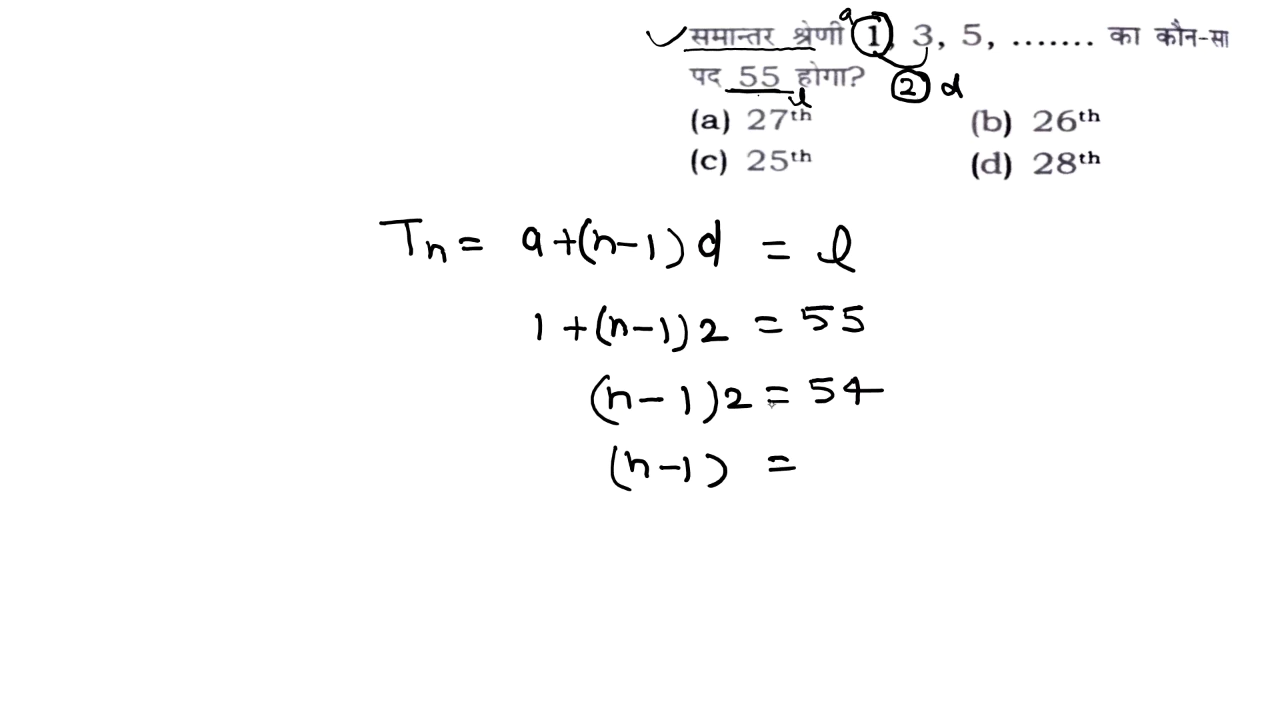 समान्तर श्रेणी 1, 3, 5, ....... का कौन-सा
a
पद 55 होगा?
2 d
l
(a) 27th (b) 26th
(c) 25th (d) 28th
Tn = a+(n-1)d = l
1+(n-1)2 = 55
(n-1)2 = 54
(n-1) =